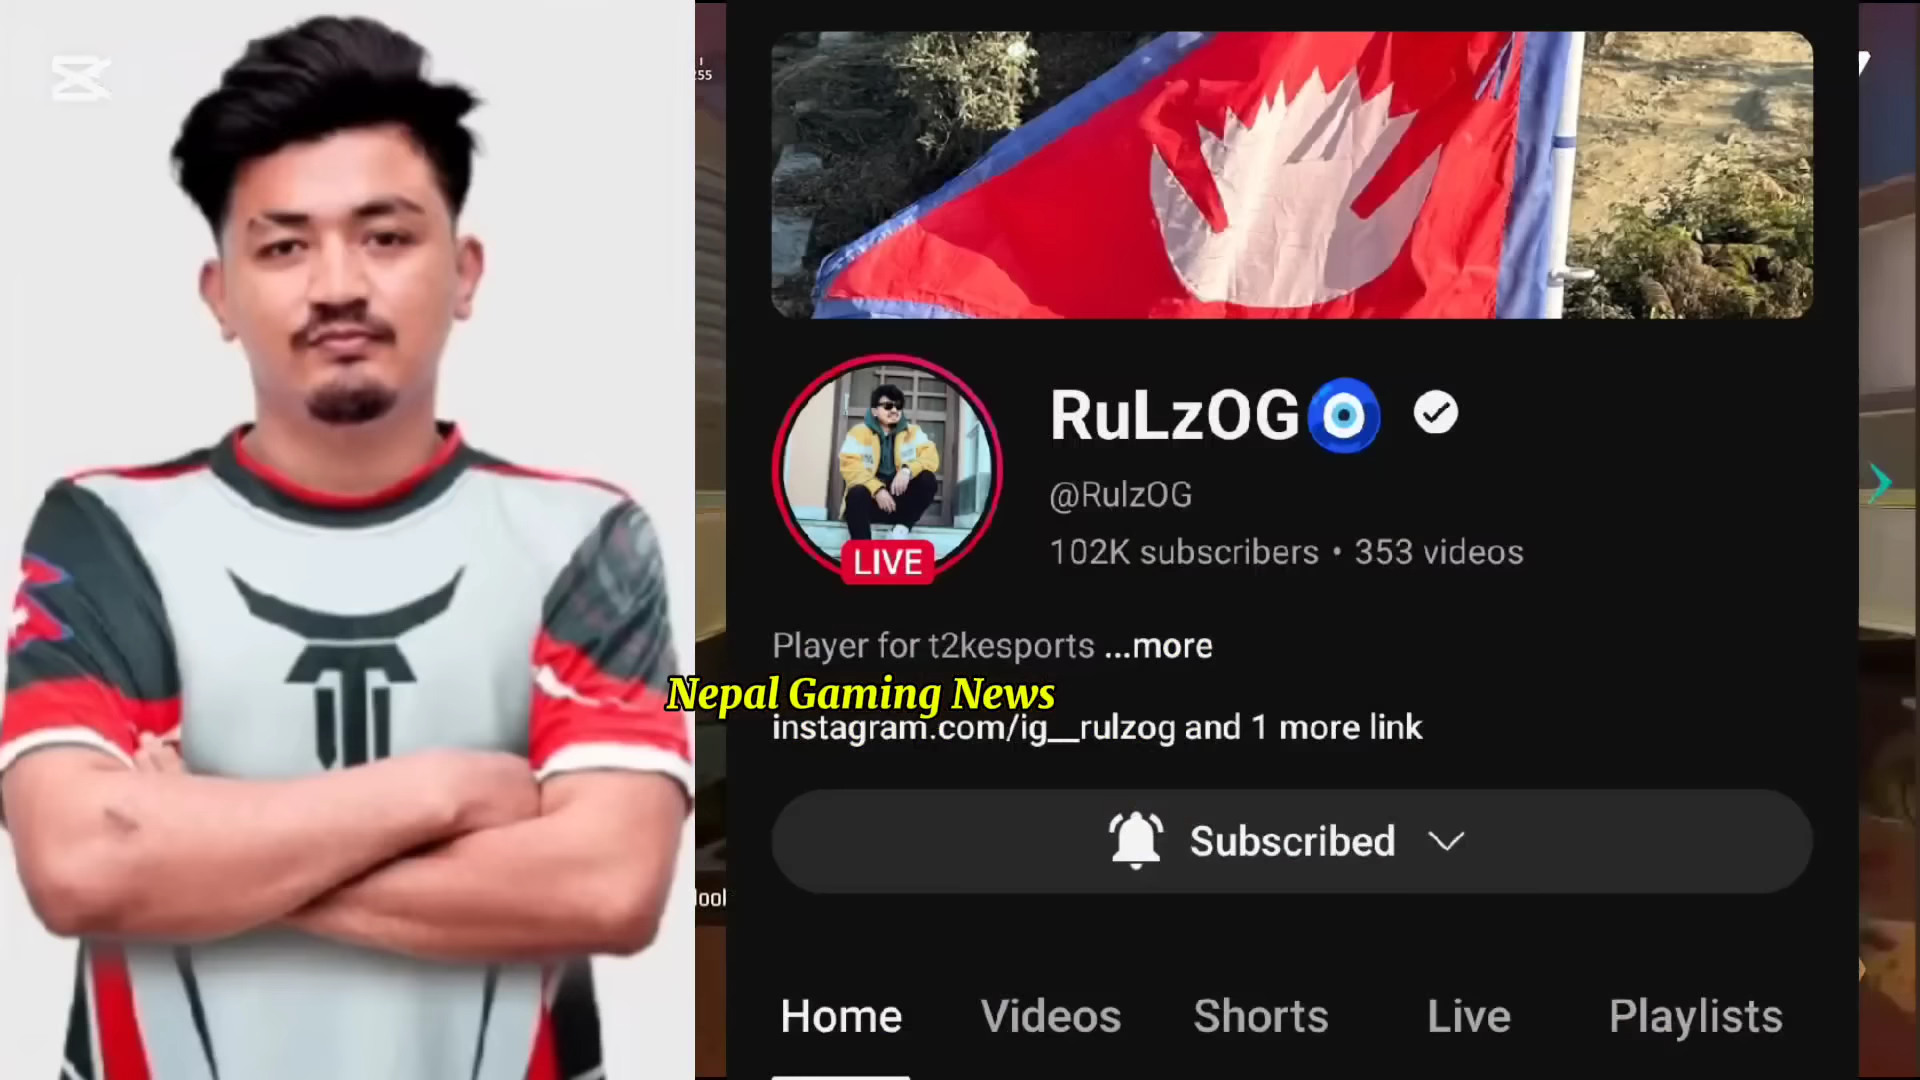 255
RuLzOG
@RulzOG
102K subscribers • 353 videos
LIVE
Player for t2kesports ...more
Nepal Gaming News
instagram.com/ig__rulzog and 1 more link
Subscribed
Home Videos Shorts Live Playlists